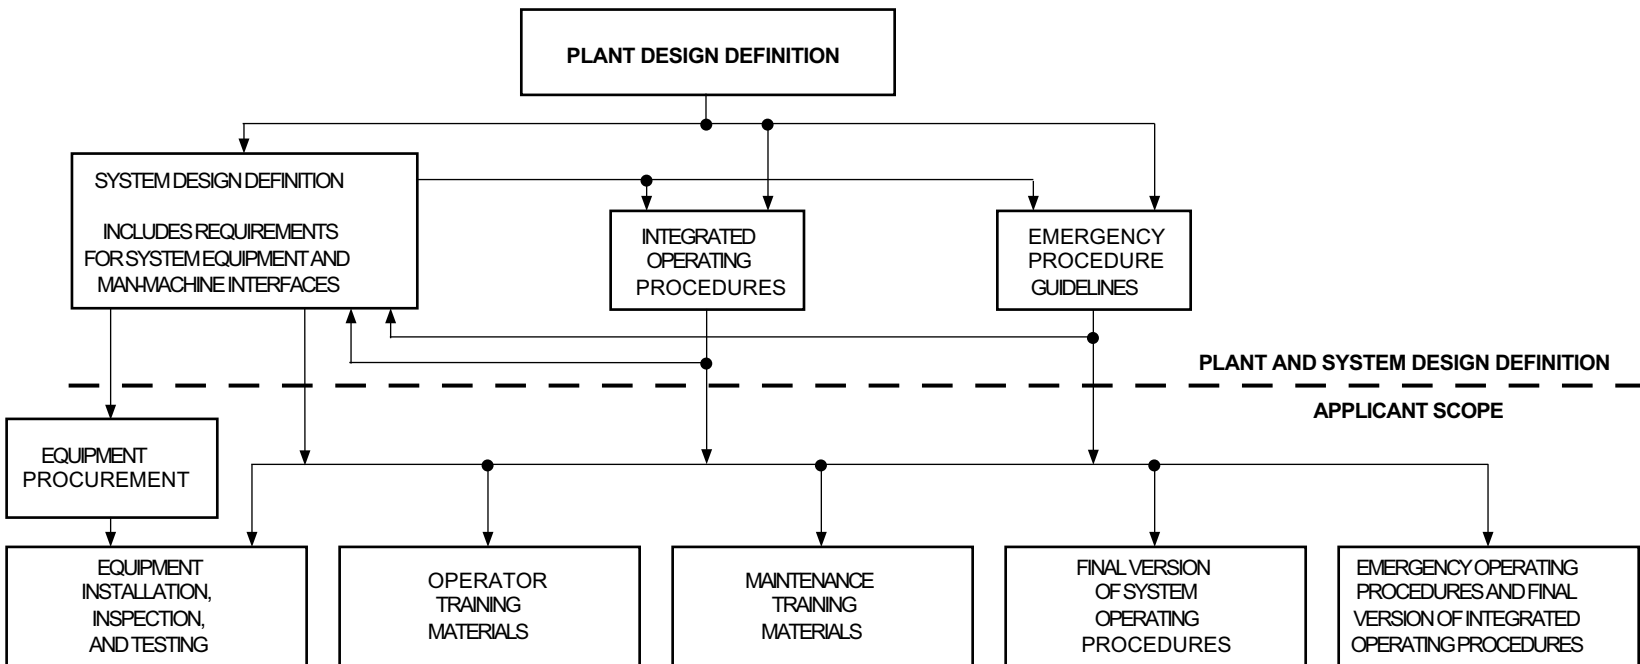 PLANT DESIGN DEFINITION
SYSTEM DESIGN DEFINITION
INCLUDES REQUIREMENTS
FOR SYSTEM EQUIPMENT AND
MAN-MACHINE INTERFACES
INTEGRATED
OPERATING
PROCEDURES
EMERGENCY
PROCEDURE
GUIDELINES
PLANT AND SYSTEM DESIGN DEFINITION
APPLICANT SCOPE
EQUIPMENT
PROCUREMENT
EQUIPMENT
INSTALLATION,
INSPECTION,
AND TESTING
OPERATOR
TRAINING
MATERIALS
MAINTENANCE
TRAINING
MATERIALS
FINAL VERSION
OF SYSTEM
OPERATING
PROCEDURES
EMERGENCY OPERATING
PROCEDURES AND FINAL
VERSION OF INTEGRATED
OPERATING PROCEDURES